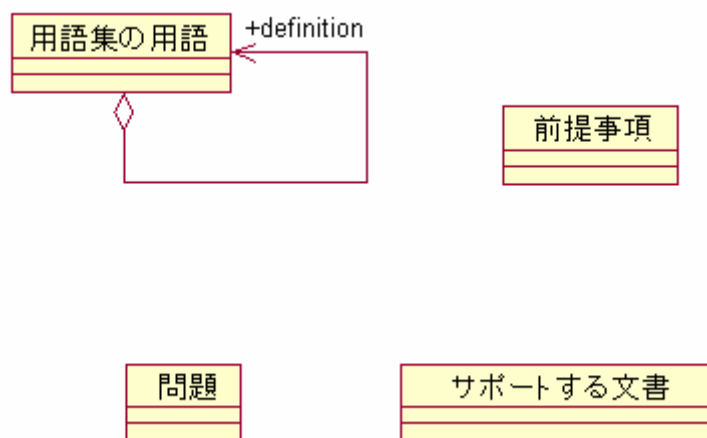 用語集の用語
+definition
前提事項
問題
サポートする文書